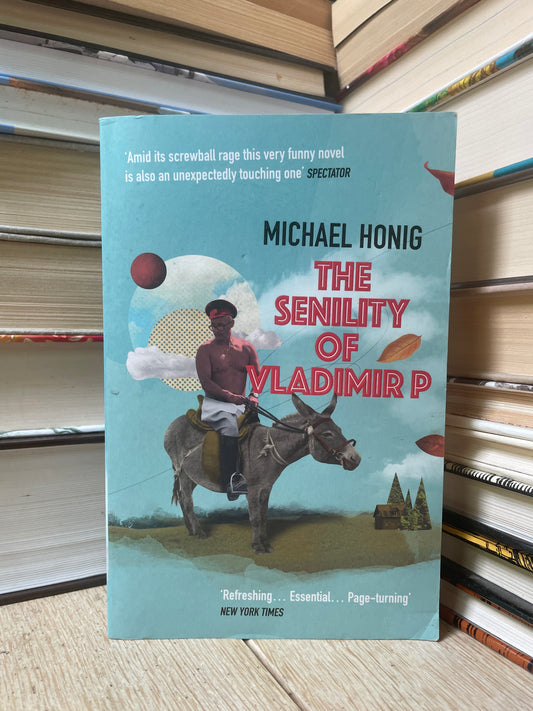 ‘Amid its screwball rage this very funny novel
is also an unexpectedly touching one’ SPECTATOR
MICHAEL HONIG
THE
SENILITY
OF
VLADIMIR P
‘Refreshing... Essential... Page-turning’
NEW YORK TIMES